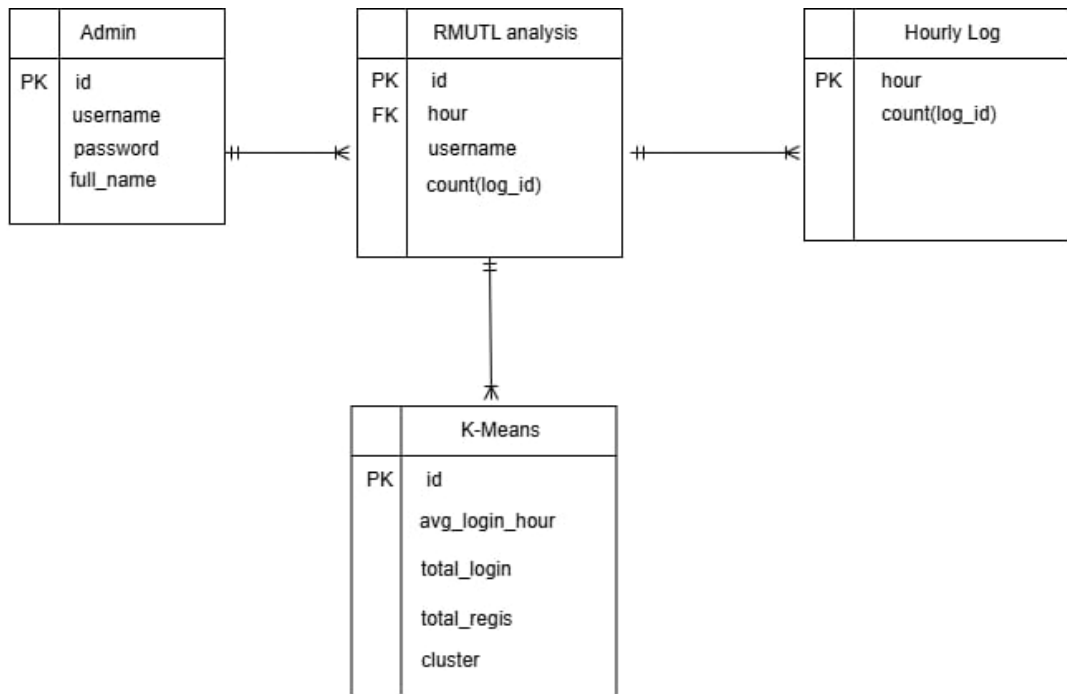 Admin
PK id
username
password
full_name
RMUTL analysis
PK id
FK hour
username
count(log_id)
Hourly Log
PK hour
count(log_id)
K-Means
PK id
avg_login_hour
total_login
total_regis
cluster